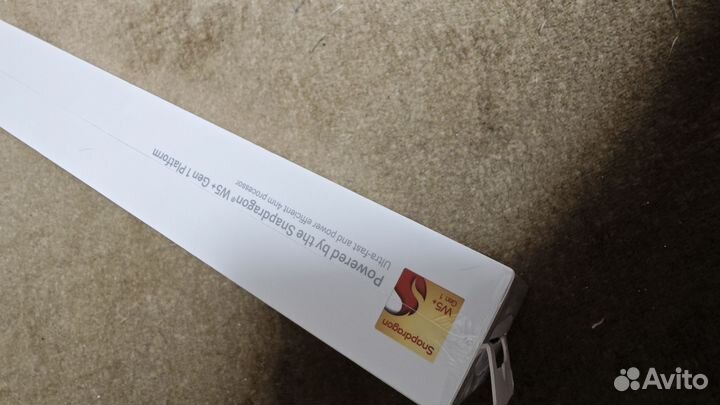 Powered by the Snapdragon® W5+ Gen 1 Platform
Ultra-fast and power efficient 4nm processor
Snapdragon
W5+
Gen 1
Avito